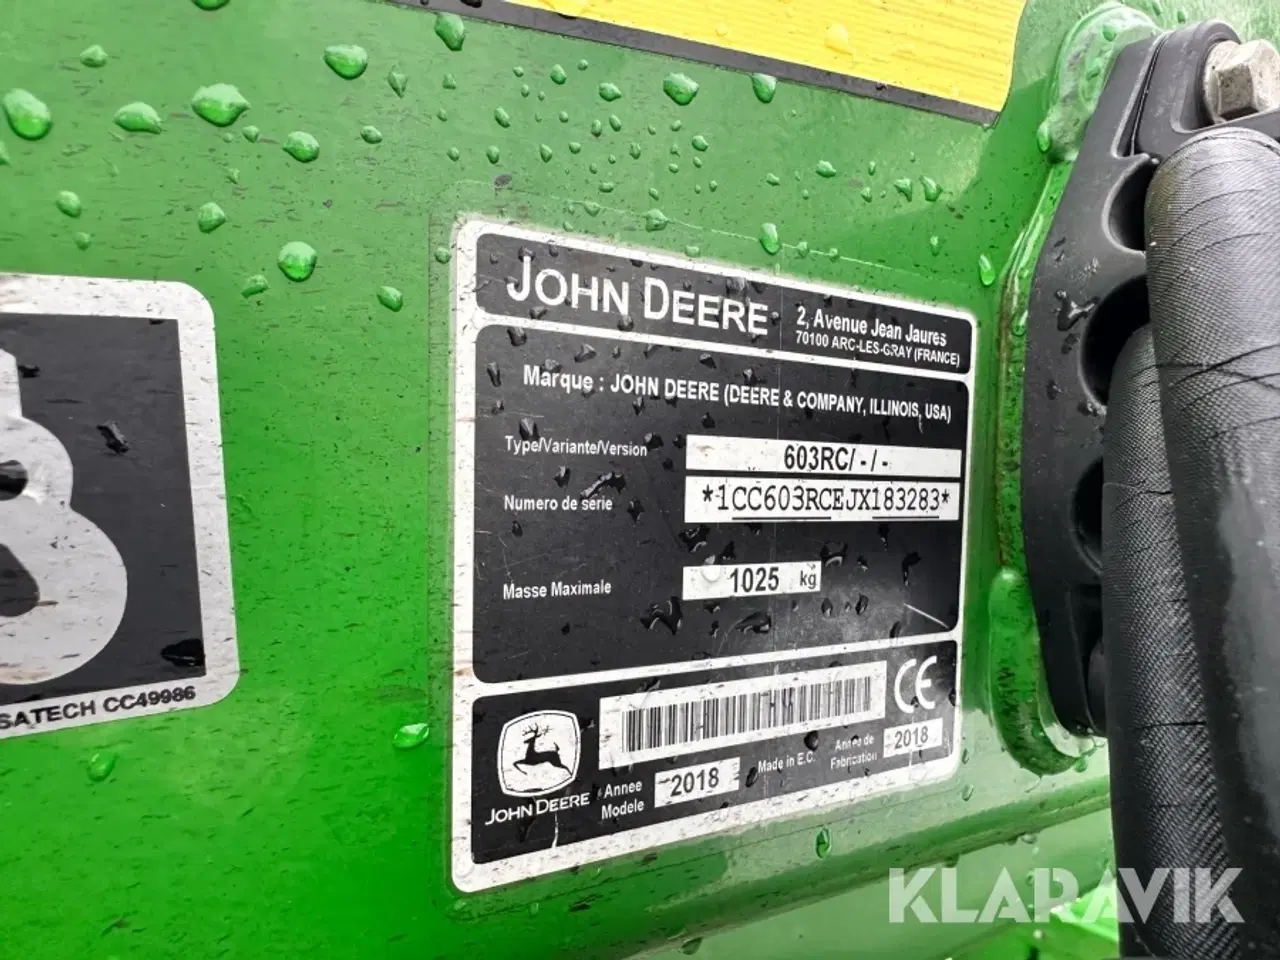 JOHN DEERE
2, Avenue Jean Jaures
70100 ARC-LES-GRAY (FRANCE)
Marque : JOHN DEERE (DEERE & COMPANY, ILLINOIS, USA)
Type/Variante/Version 603RC/-/-
Numero de serie *1CC603RCEJX183283*
Masse Maximale 1025 kg
JOHN DEERE
Annee Modele 2018
Made in E.C.
Année de Fabrication 2018
CE
SATECH CC49986
KLARAVIK